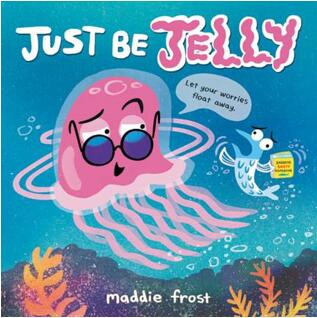 JUST BE JELLY
Let your worries
float away.
maddie frost